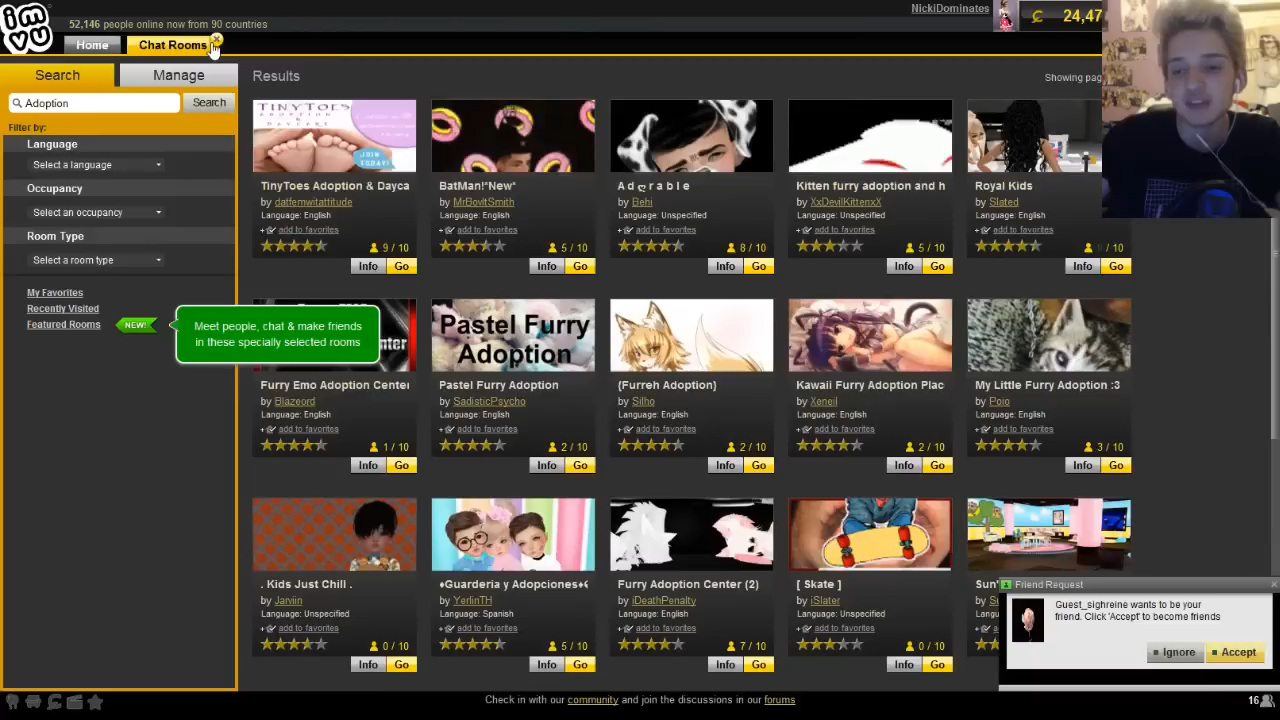 imvu
52,146 people online now from 90 countries
NickiDominates
24,47
Home
Chat Rooms
Search
Manage
Results
Showing pag
Adoption
Search
Filter by:
Language
Select a language
Occupancy
Select an occupancy
Room Type
Select a room type
My Favorites
Recently Visited
Featured Rooms
NEW!
Meet people, chat & make friends
in these specially selected rooms
TINYTOES
ADOPTION
DAYCARE
JOIN
TODAY!
TinyToes Adoption & Dayca
by datfemwitattitude
Language: English
add to favorites
9 / 10
Info
Go
BatMan!*New*
by MrBovItSmith
Language: English
add to favorites
5 / 10
Info
Go
A d ღ r a b l e
by Behi
Language: Unspecified
add to favorites
6 / 10
Info
Go
Kitten furry adoption and h
by XxDevilKittenxX
Language: Unspecified
add to favorites
5 / 10
Info
Go
Royal Kids
by Slated
Language: English
add to favorites
/ 10
Info
Go
nter
Furry Emo Adoption Center
by Blazeord
Language: English
add to favorites
1 / 10
Info
Go
Pastel Furry
Adoption
Pastel Furry Adoption
by SadisticPsycho
Language: English
add to favorites
2 / 10
Info
Go
{Furreh Adoption}
by Silho
Language: English
add to favorites
2 / 10
Info
Go
Kawaii Furry Adoption Plac
by Xeneil
Language: English
add to favorites
2 / 10
Info
Go
My Little Furry Adoption :3
by Poio
Language: English
add to favorites
3 / 10
Info
Go
. Kids Just Chill .
by Jarviin
Language: Unspecified
add to favorites
0 / 10
Info
Go
♦Guarderia y Adopciones♦
by YerlinTH
Language: Spanish
add to favorites
5 / 10
Info
Go
Furry Adoption Center (2)
by iDeathPenalty
Language: English
add to favorites
7 / 10
Info
Go
[ Skate ]
by iSlater
Language: Unspecified
add to favorites
0 / 10
Info
Go
Sun'
by S
Lang
Friend Request
Guest_sighreine wants to be your
friend. Click 'Accept' to become friends
Ignore
Accept
Check in with our community and join the discussions in our forums
16